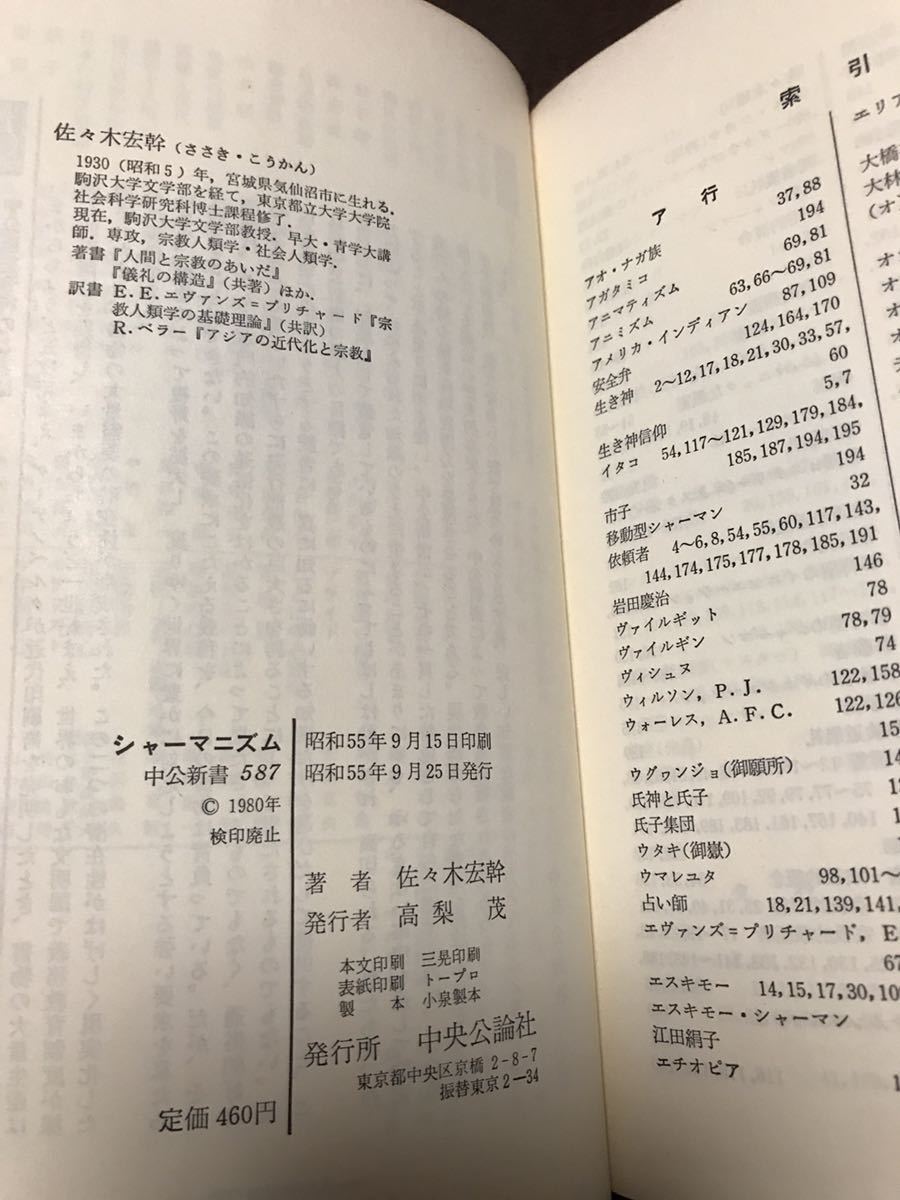 佐々木宏幹（ささき・こうかん）
1930（昭和5）年，宮城県気仙沼市に生れる．
駒沢大学文学部を経て，東京都立大学大学院
社会科学研究科博士課程修了．
現在，駒沢大学文学部教授．早大・青学大講
師．専攻，宗教人類学・社会人類学．
著書『人間と宗教のあいだ』
『儀礼の構造』（共著）ほか．
訳書 E.E.エヴァンズ＝プリチャード『宗
教人類学の基礎理論』（共訳）
R.ベラー『アジアの近代化と宗教』
シャーマニズム
中公新書 587
© 1980年
検印廃止
定価 460円
昭和55年9月15日印刷
昭和55年9月25日発行
著 者 佐々木宏幹
発行者 高梨 茂
本文印刷 三晃印刷
表紙印刷 トープロ
製 本 小泉製本
発行所 中央公論社
東京都中央区京橋 2-8-7
振替東京2—34
索 引
ア 行
アオ・ナガ族 37,88
アガタミコ 194
アニマティズム 69,81
アニミズム 63,66〜69,81
アメリカ・インディアン 87,109
安全弁 124,164,170
生き神 2〜12,17,18,21,30,33,57,
60
生き神信仰 5,7
イタコ 54,117〜121,129,179,184,
185,187,194,195
市子 194
移動型シャーマン 32
依頼者 4〜6,8,54,55,60,117,143,
144,174,175,177,178,185,191
岩田慶治 146
ヴァイルギット 78
ヴァイルギン 78,79
ヴィシュヌ 74
ウィルソン, P.J. 122,158
ウォーレス, A.F.C. 122,126
15
ウグヮンジョ(御願所) 14
氏神と氏子
氏子集団
ウタキ(御嶽)
ウマレユタ 98,101〜
占い師 18,21,139,141,
エヴァンズ＝プリチャード, E.
67
エスキモー 14,15,17,30,10
エスキモー・シャーマン
江田絹子
エチオピア
エリア
大橋
大林
(オ
オ
オ
オ
オ